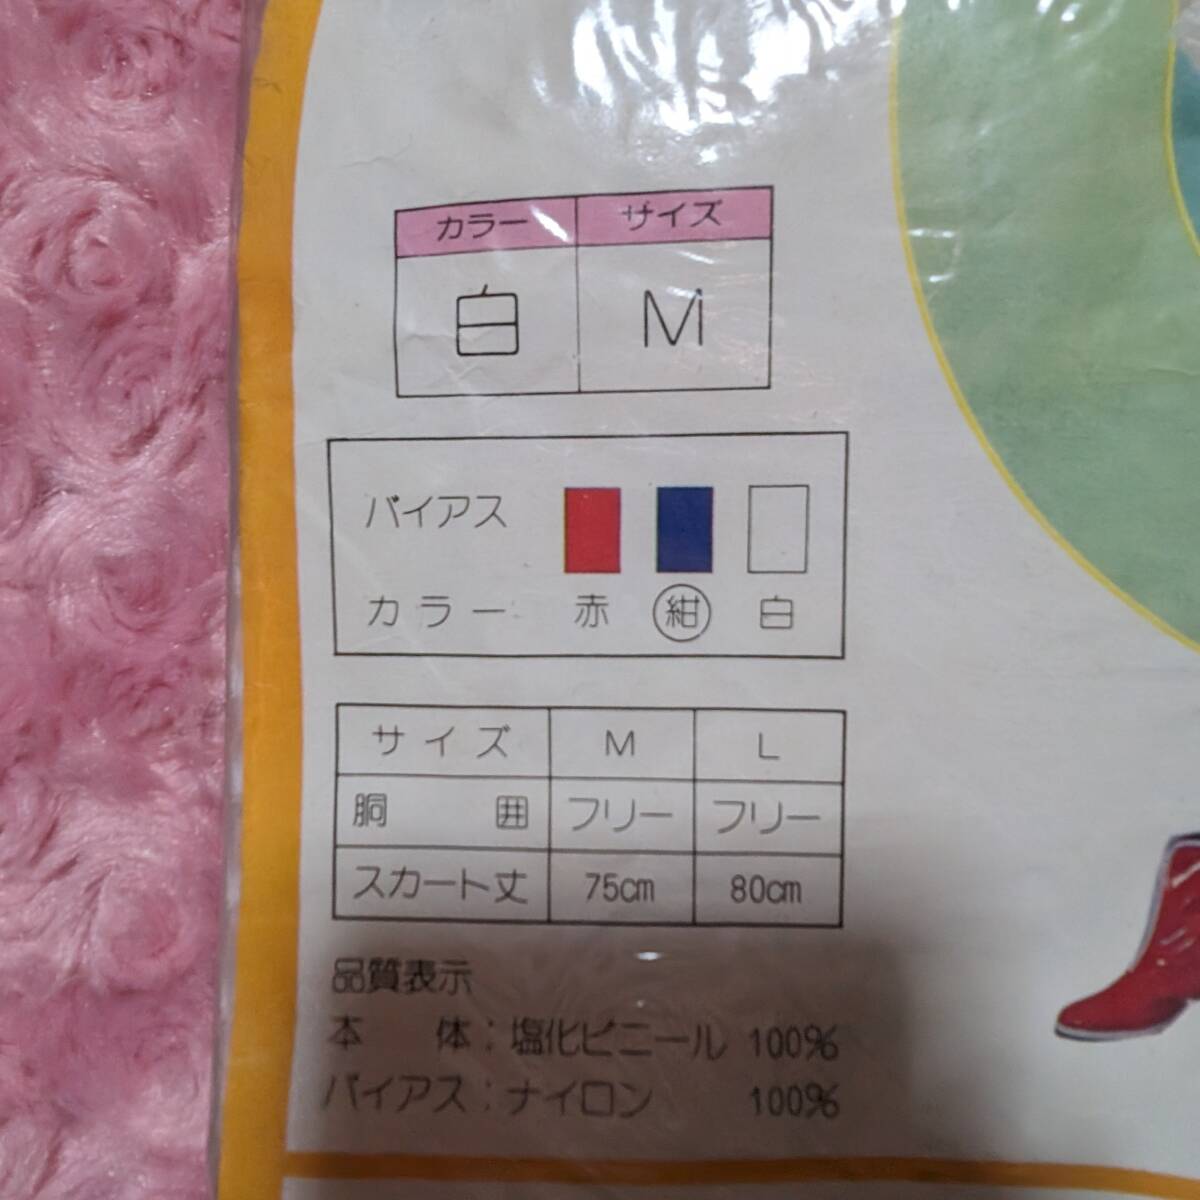 カラー サイズ
白 M
バイアス
カラー 赤 紺 白
サイズ M L
胴囲 フリー フリー
スカート丈 75cm 80cm
品質表示
本体：塩化ビニール 100%
バイアス：ナイロン 100%